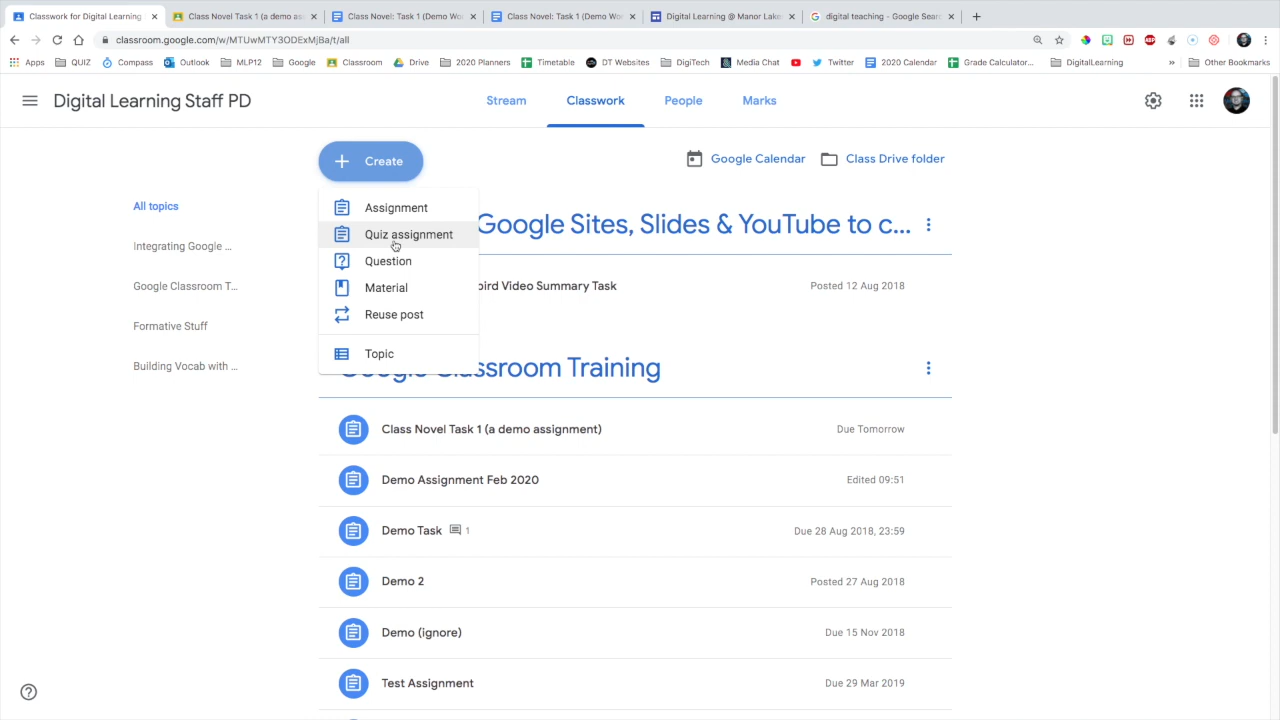 Classwork for Digital Learning
Class Novel Task 1 (a demo ass
Class Novel: Task 1 (Demo Wo
Class Novel: Task 1 (Demo Wo
Digital Learning @ Manor Lake
digital teaching - Google Sear
classroom.google.com/w/MTUwMTY3ODExMjBa/t/all
Apps
QUIZ
Compass
Outlook
MLP12
Google
Classroom
Drive
2020 Planners
Timetable
DT Websites
DigiTech
Media Chat
Twitter
2020 Calendar
Grade Calculator...
DigitalLearning
»
Other Bookmarks
Digital Learning Staff PD
Stream
Classwork
People
Marks
Create
Google Calendar
Class Drive folder
All topics
Integrating Google ...
Google Classroom T...
Formative Stuff
Building Vocab with ...
Assignment
Quiz assignment
Question
Material
Reuse post
Topic
Google Sites, Slides & YouTube to c...
bird Video Summary Task
Posted 12 Aug 2018
Google Classroom Training
Class Novel Task 1 (a demo assignment)
Due Tomorrow
Demo Assignment Feb 2020
Edited 09:51
Demo Task 1
Due 28 Aug 2018, 23:59
Demo 2
Posted 27 Aug 2018
Demo (ignore)
Due 15 Nov 2018
Test Assignment
Due 29 Mar 2019